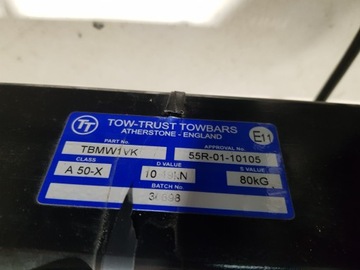 TT
TOW-TRUST TOWBARS
ATHERSTONE - ENGLAND
E11
PART No. APPROVAL No.
TBMW1VK 55R-01-10105
CLASS D VALUE S VALUE
A 50-X 80kG
BATCH No.